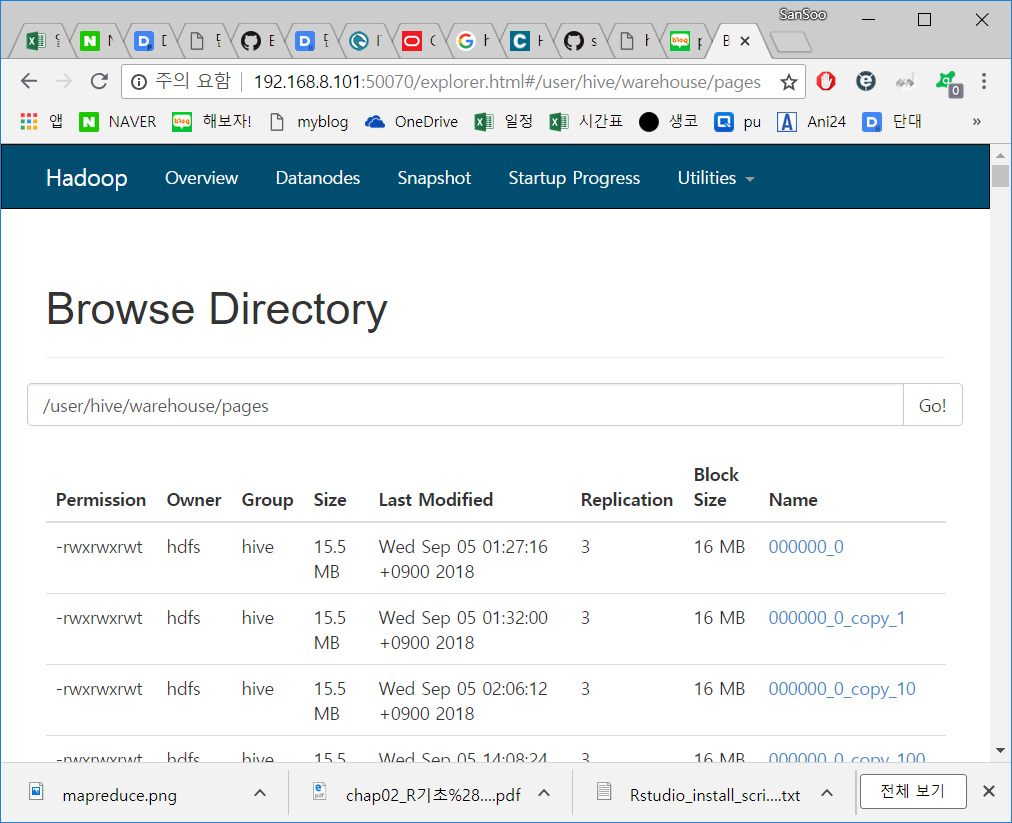 SanSoo
주의 요함 192.168.8.101:50070/explorer.html#/user/hive/warehouse/pages
0
앱 NAVER 해보자! myblog OneDrive 일정 시간표 생코 pu Ani24 단대 »
Hadoop Overview Datanodes Snapshot Startup Progress Utilities
Browse Directory
/user/hive/warehouse/pages Go!
Block
Permission Owner Group Size Last Modified Replication Size Name
-rwxrwxrwt hdfs hive 15.5 Wed Sep 05 01:27:16 3 16 MB 000000_0
MB +0900 2018
-rwxrwxrwt hdfs hive 15.5 Wed Sep 05 01:32:00 3 16 MB 000000_0_copy_1
MB +0900 2018
-rwxrwxrwt hdfs hive 15.5 Wed Sep 05 02:06:12 3 16 MB 000000_0_copy_10
MB +0900 2018
-rwxrwxrwt hdfs hive 15.5 Wed Sep 05 14:08:24 3 16 MB 000000_0_copy_100
mapreduce.png chap02_R기초%28....pdf Rstudio_install_scri....txt 전체 보기